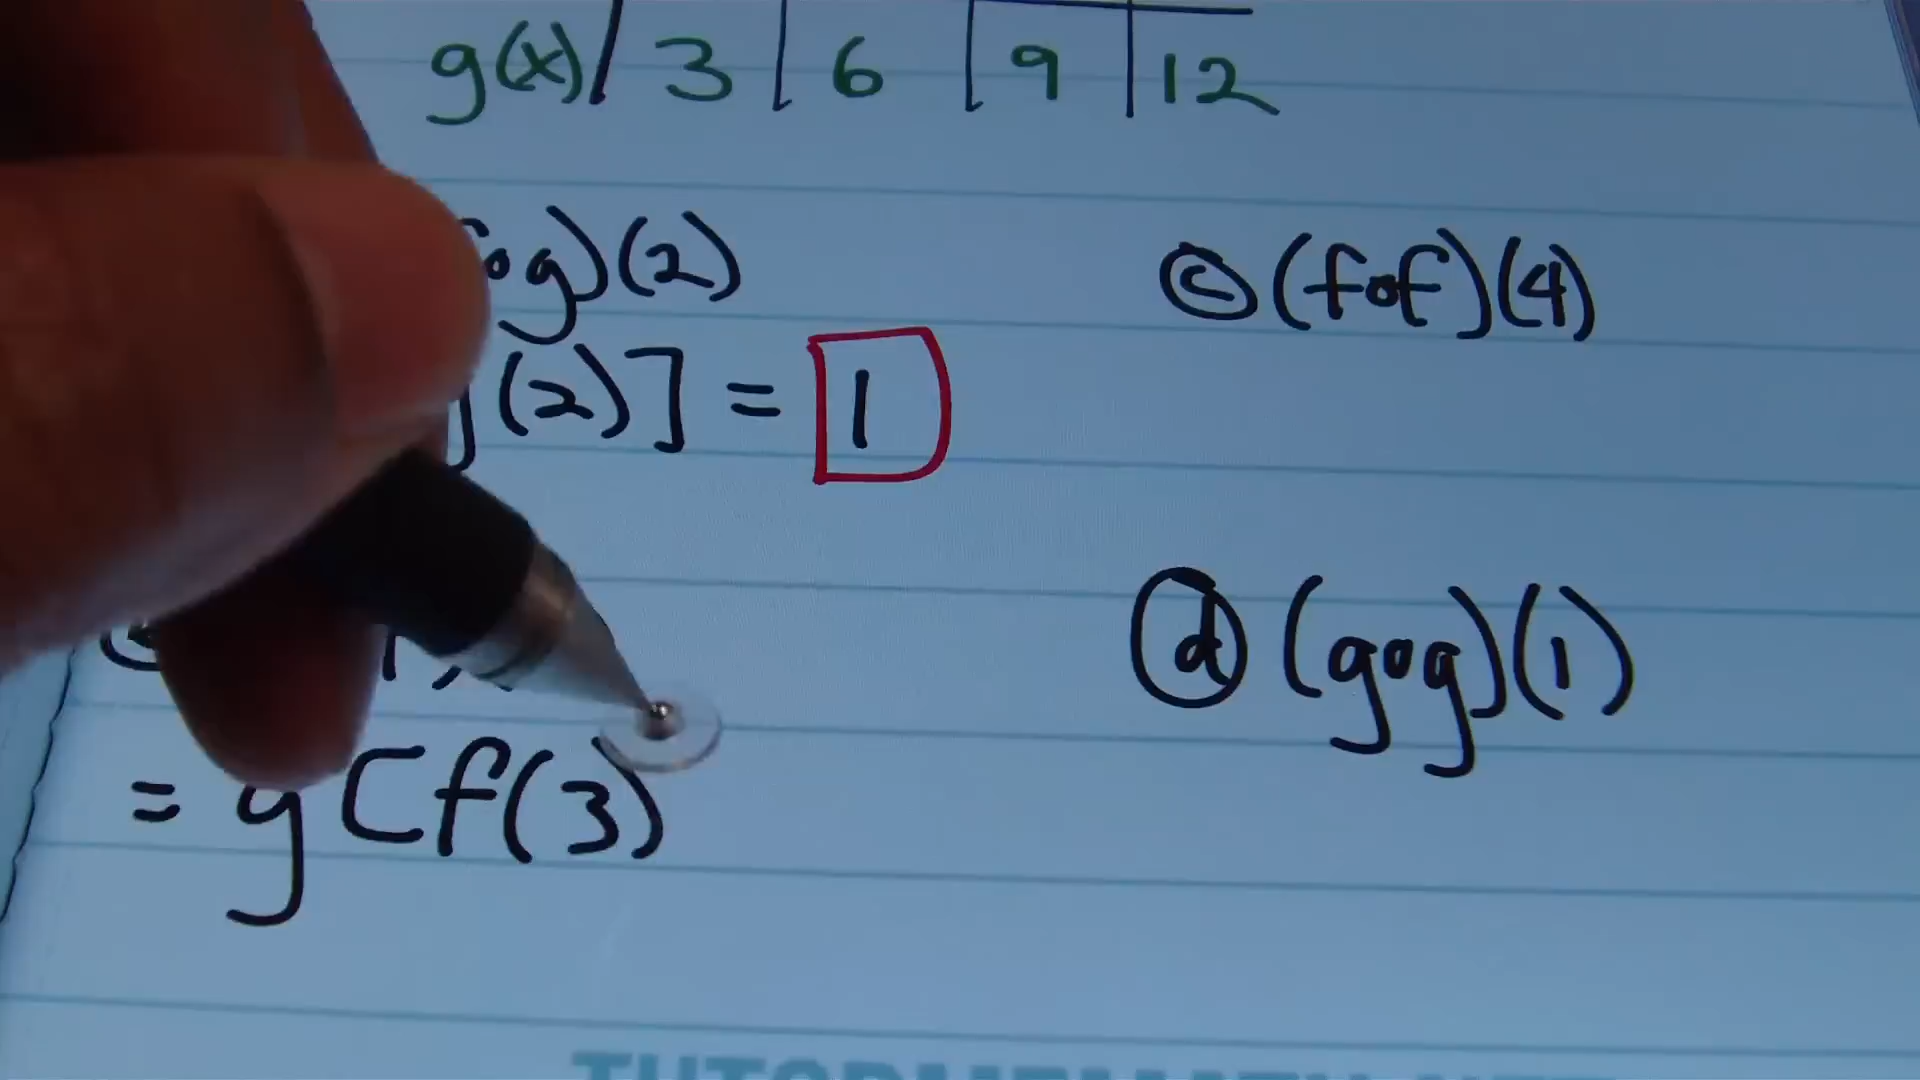 g(x) 3 6 9 12
og)(2)
(2)] = 1
= g[f(3)
c (fof)(4)
d (gog)(1)